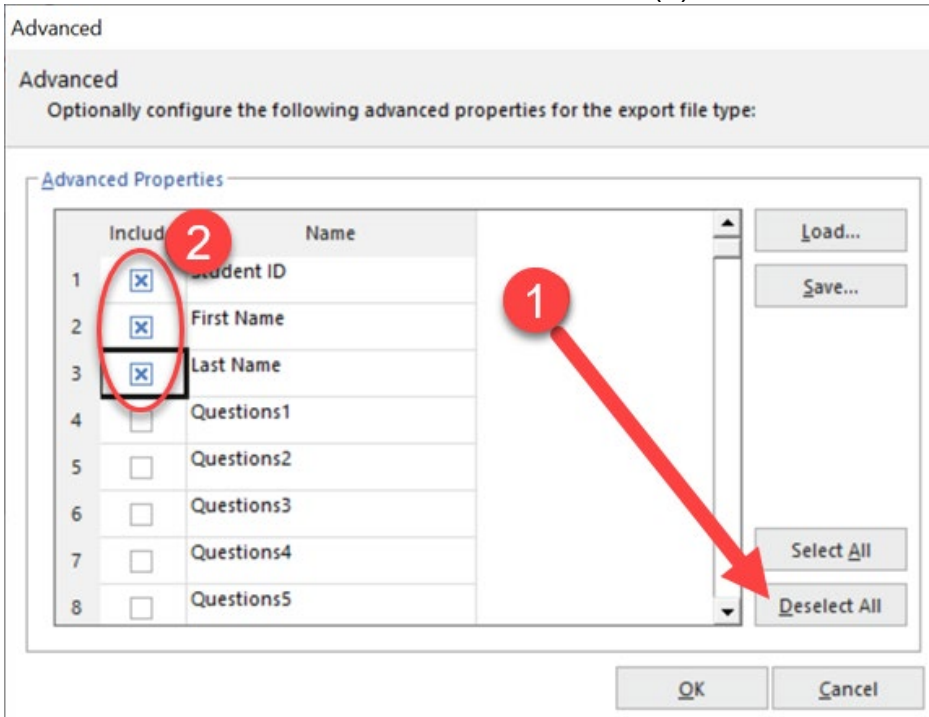 Advanced
Advanced
Optionally configure the following advanced properties for the export file type:
Advanced Properties
Includ
2
Name
Load...
1
Student ID
Save...
1
2
First Name
3
Last Name
4
Questions1
5
Questions2
6
Questions3
7
Questions4
Select All
8
Questions5
Deselect All
OK
Cancel